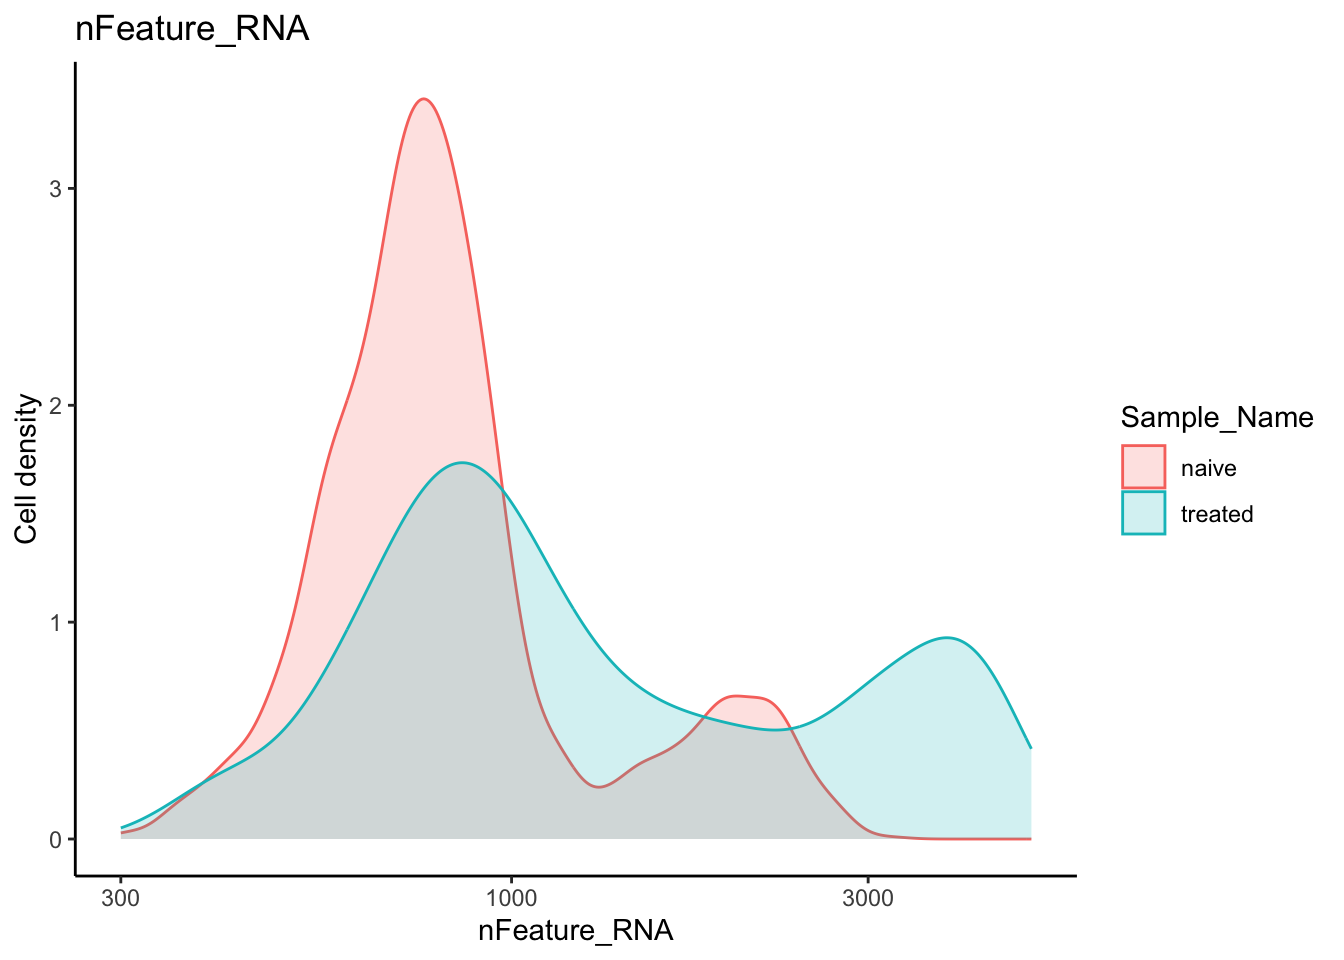 nFeature_RNA
Cell density
3
2
1
0
300
1000
3000
nFeature_RNA
Sample_Name
naive
treated